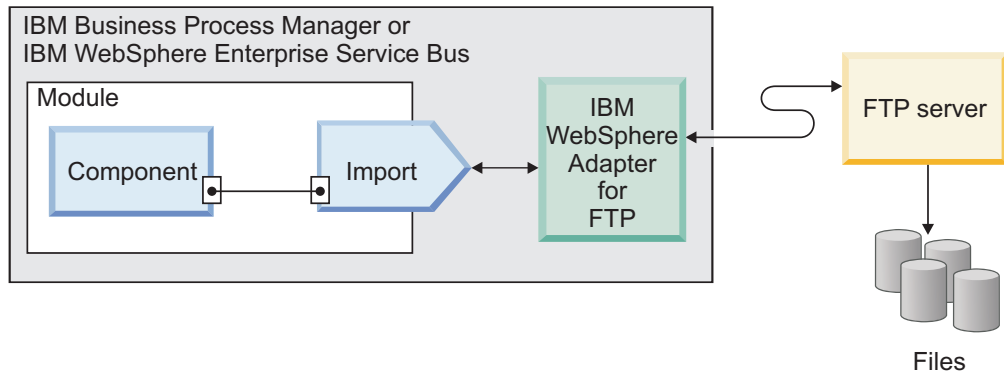 IBM Business Process Manager or
IBM WebSphere Enterprise Service Bus
Module
Component
Import
IBM
WebSphere
Adapter
for
FTP
FTP server
Files